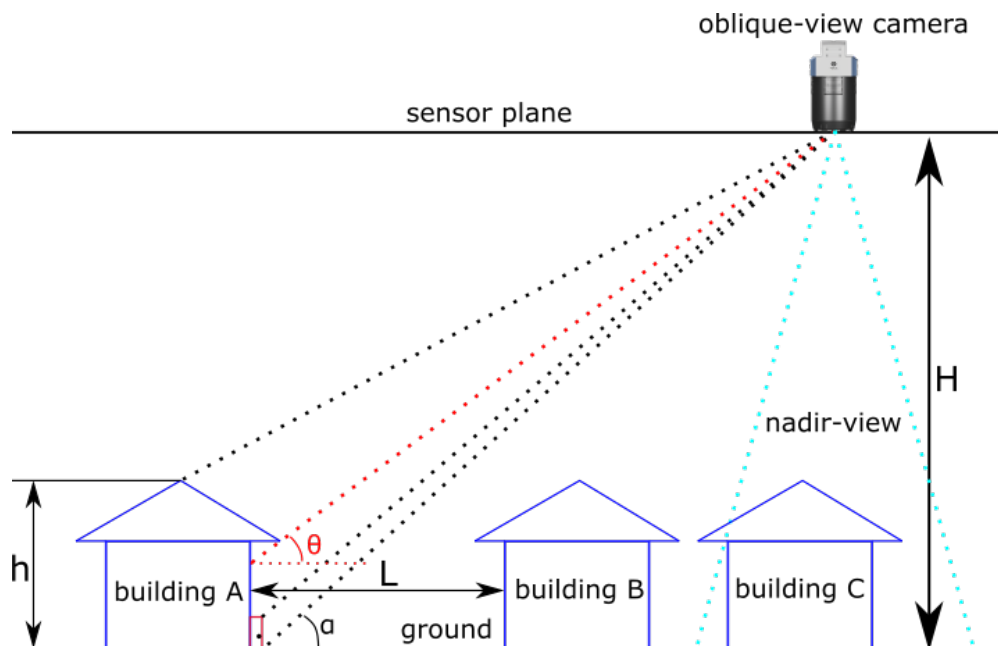 oblique-view camera
sensor plane
H
nadir-view
θ
h
building A
L
building B
building C
α
ground